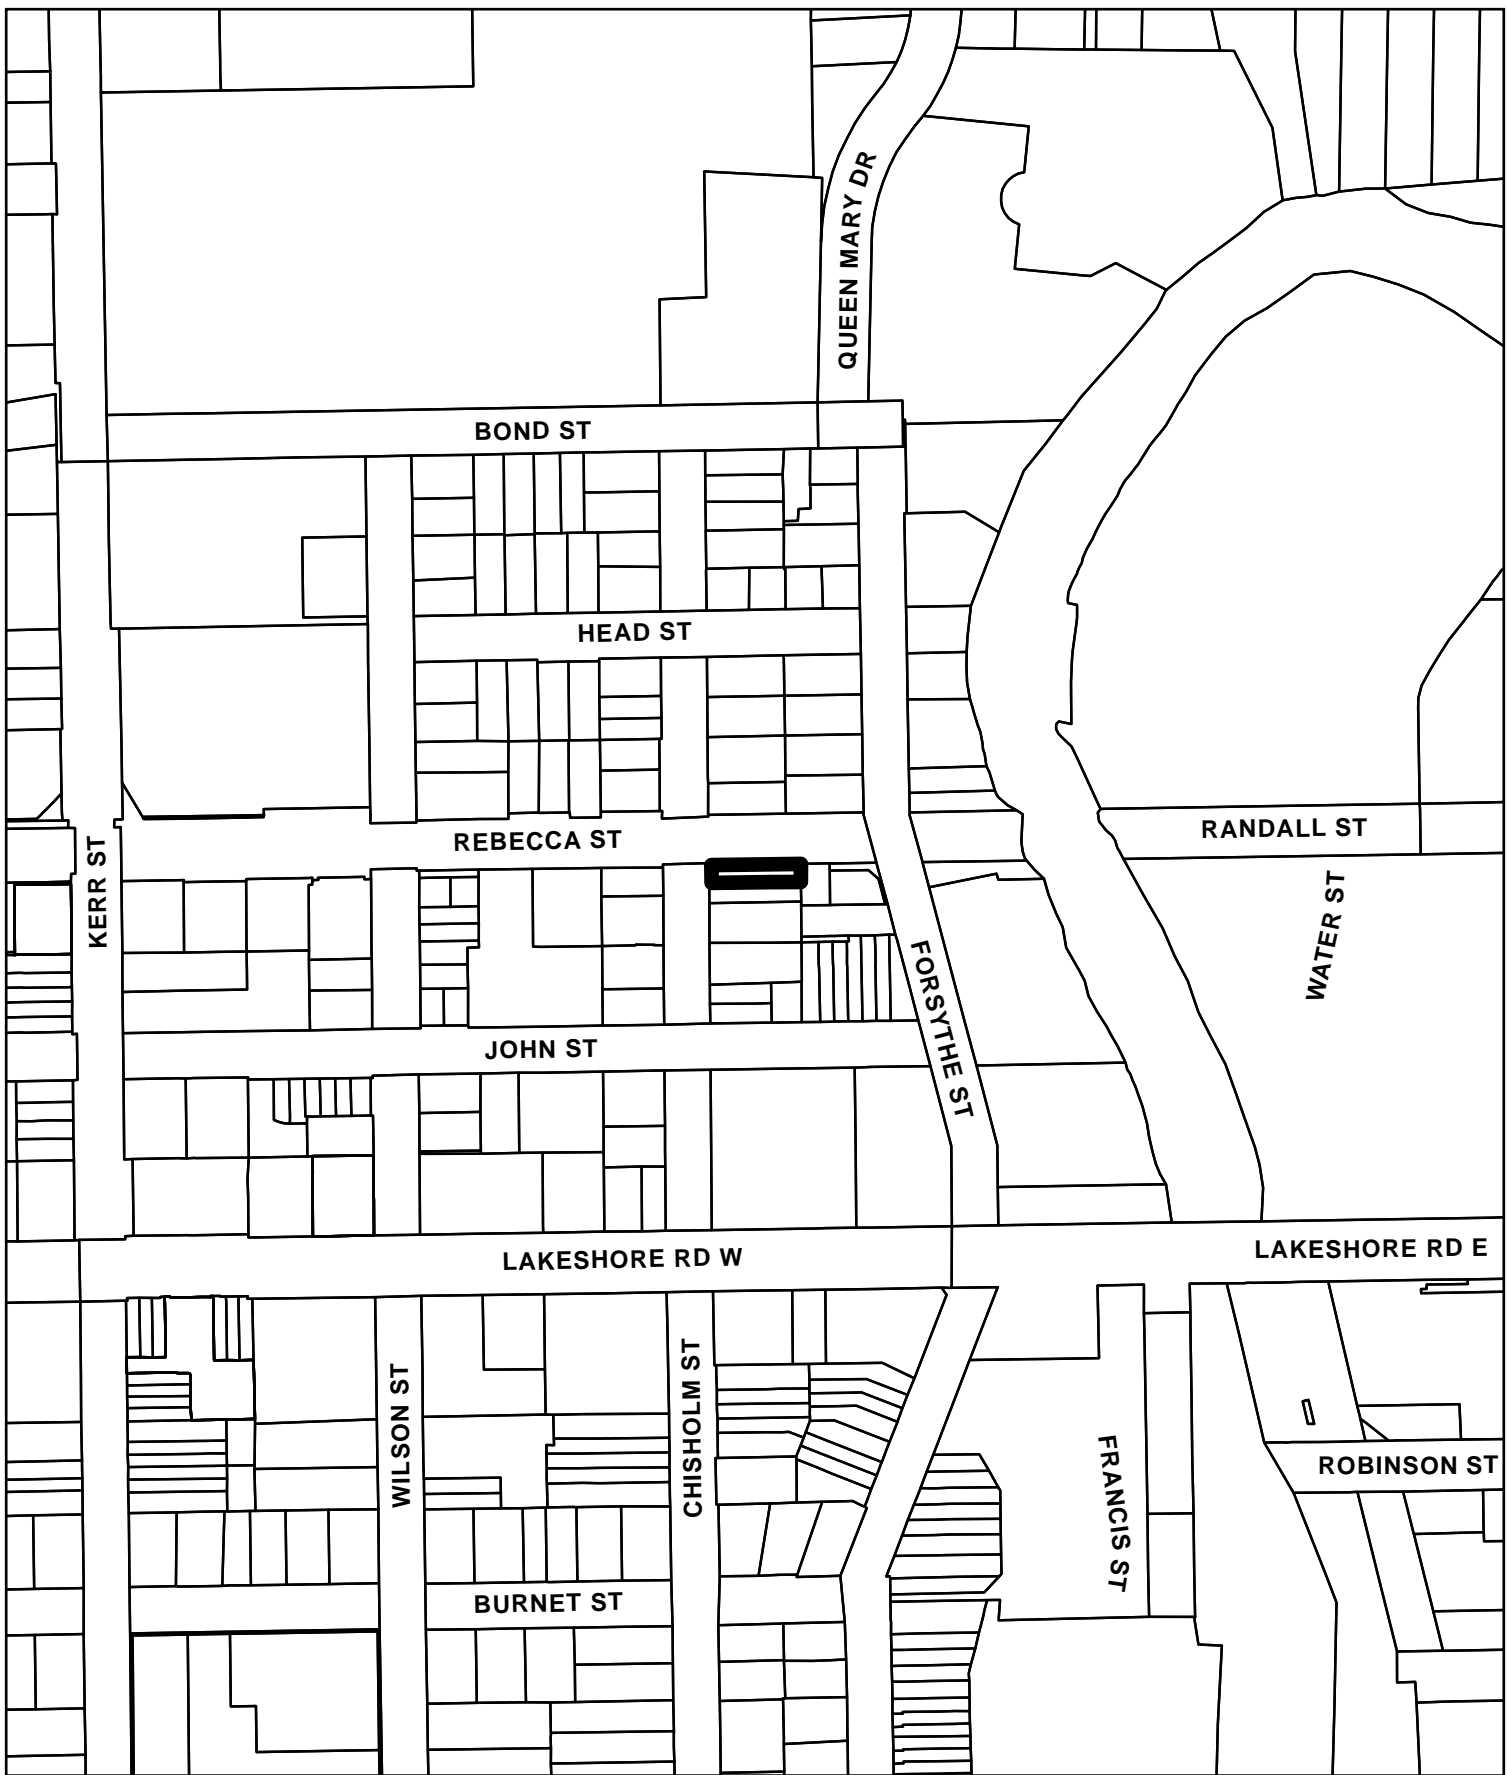 QUEEN MARY DR
BOND ST
HEAD ST
REBECCA ST
RANDALL ST
KERR ST
WATER ST
FORSYTHE ST
JOHN ST
LAKESHORE RD W
LAKESHORE RD E
WILSON ST
CHISHOLM ST
FRANCIS ST
ROBINSON ST
BURNET ST